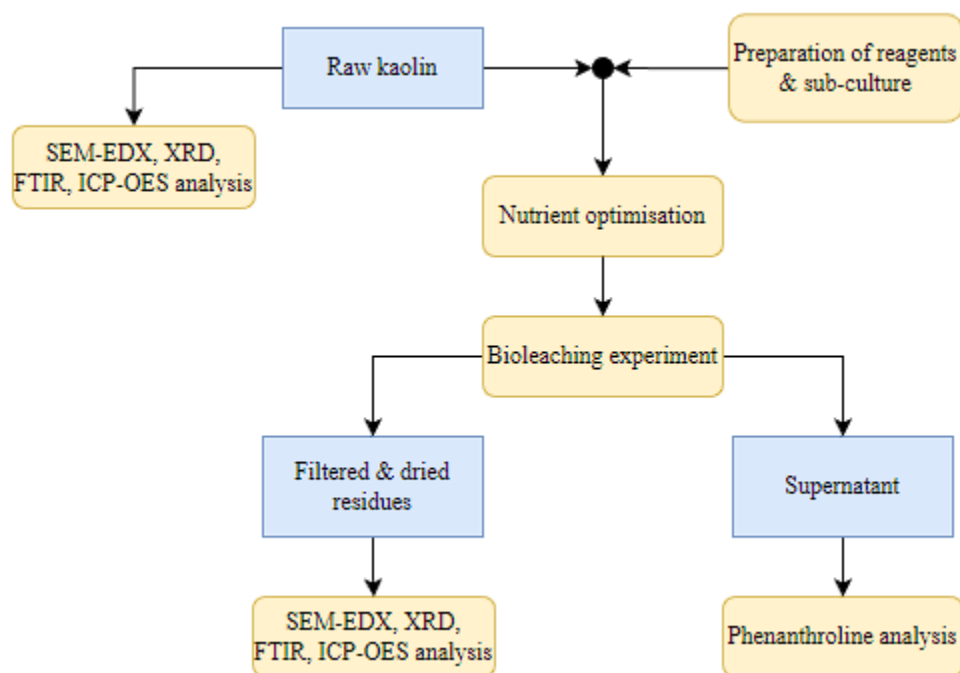 Raw kaolin
Preparation of reagents
& sub-culture
SEM-EDX, XRD,
FTIR, ICP-OES analysis
Nutrient optimisation
Bioleaching experiment
Filtered & dried
residues
Supernatant
SEM-EDX, XRD,
FTIR, ICP-OES analysis
Phenanthroline analysis